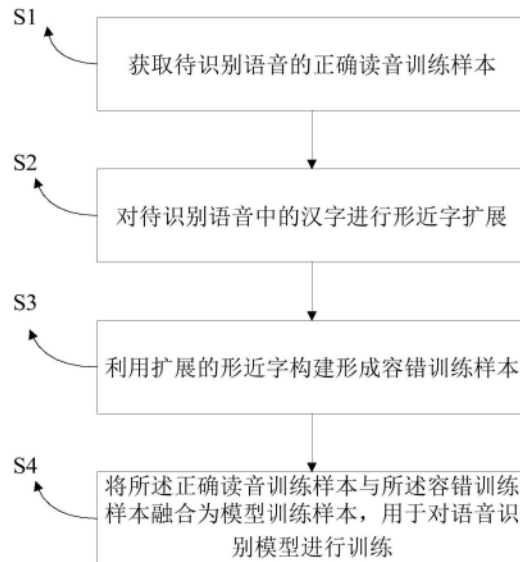 S1
获取待识别语音的正确读音训练样本
S2
对待识别语音中的汉字进行形近字扩展
S3
利用扩展的形近字构建形成容错训练样本
S4
将所述正确读音训练样本与所述容错训练
样本融合为模型训练样本，用于对语音识
别模型进行训练